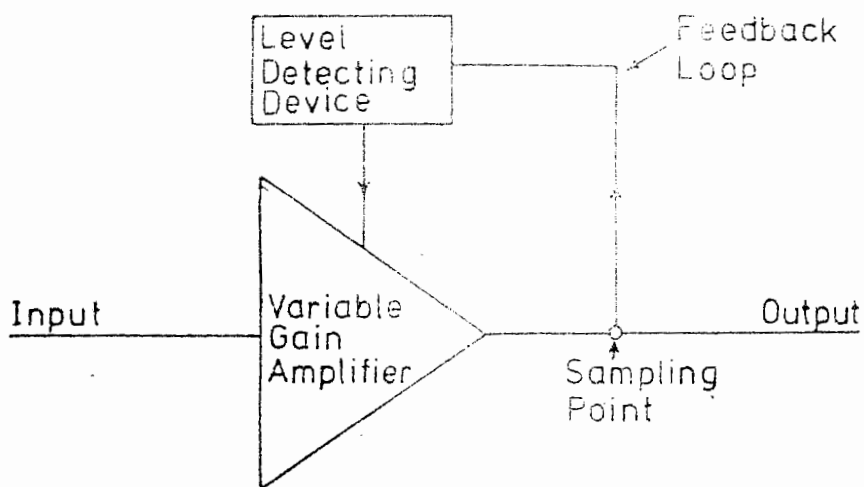 Level
Detecting
Device
Feedback
Loop
Input
Variable
Gain
Amplifier
Output
Sampling
Point